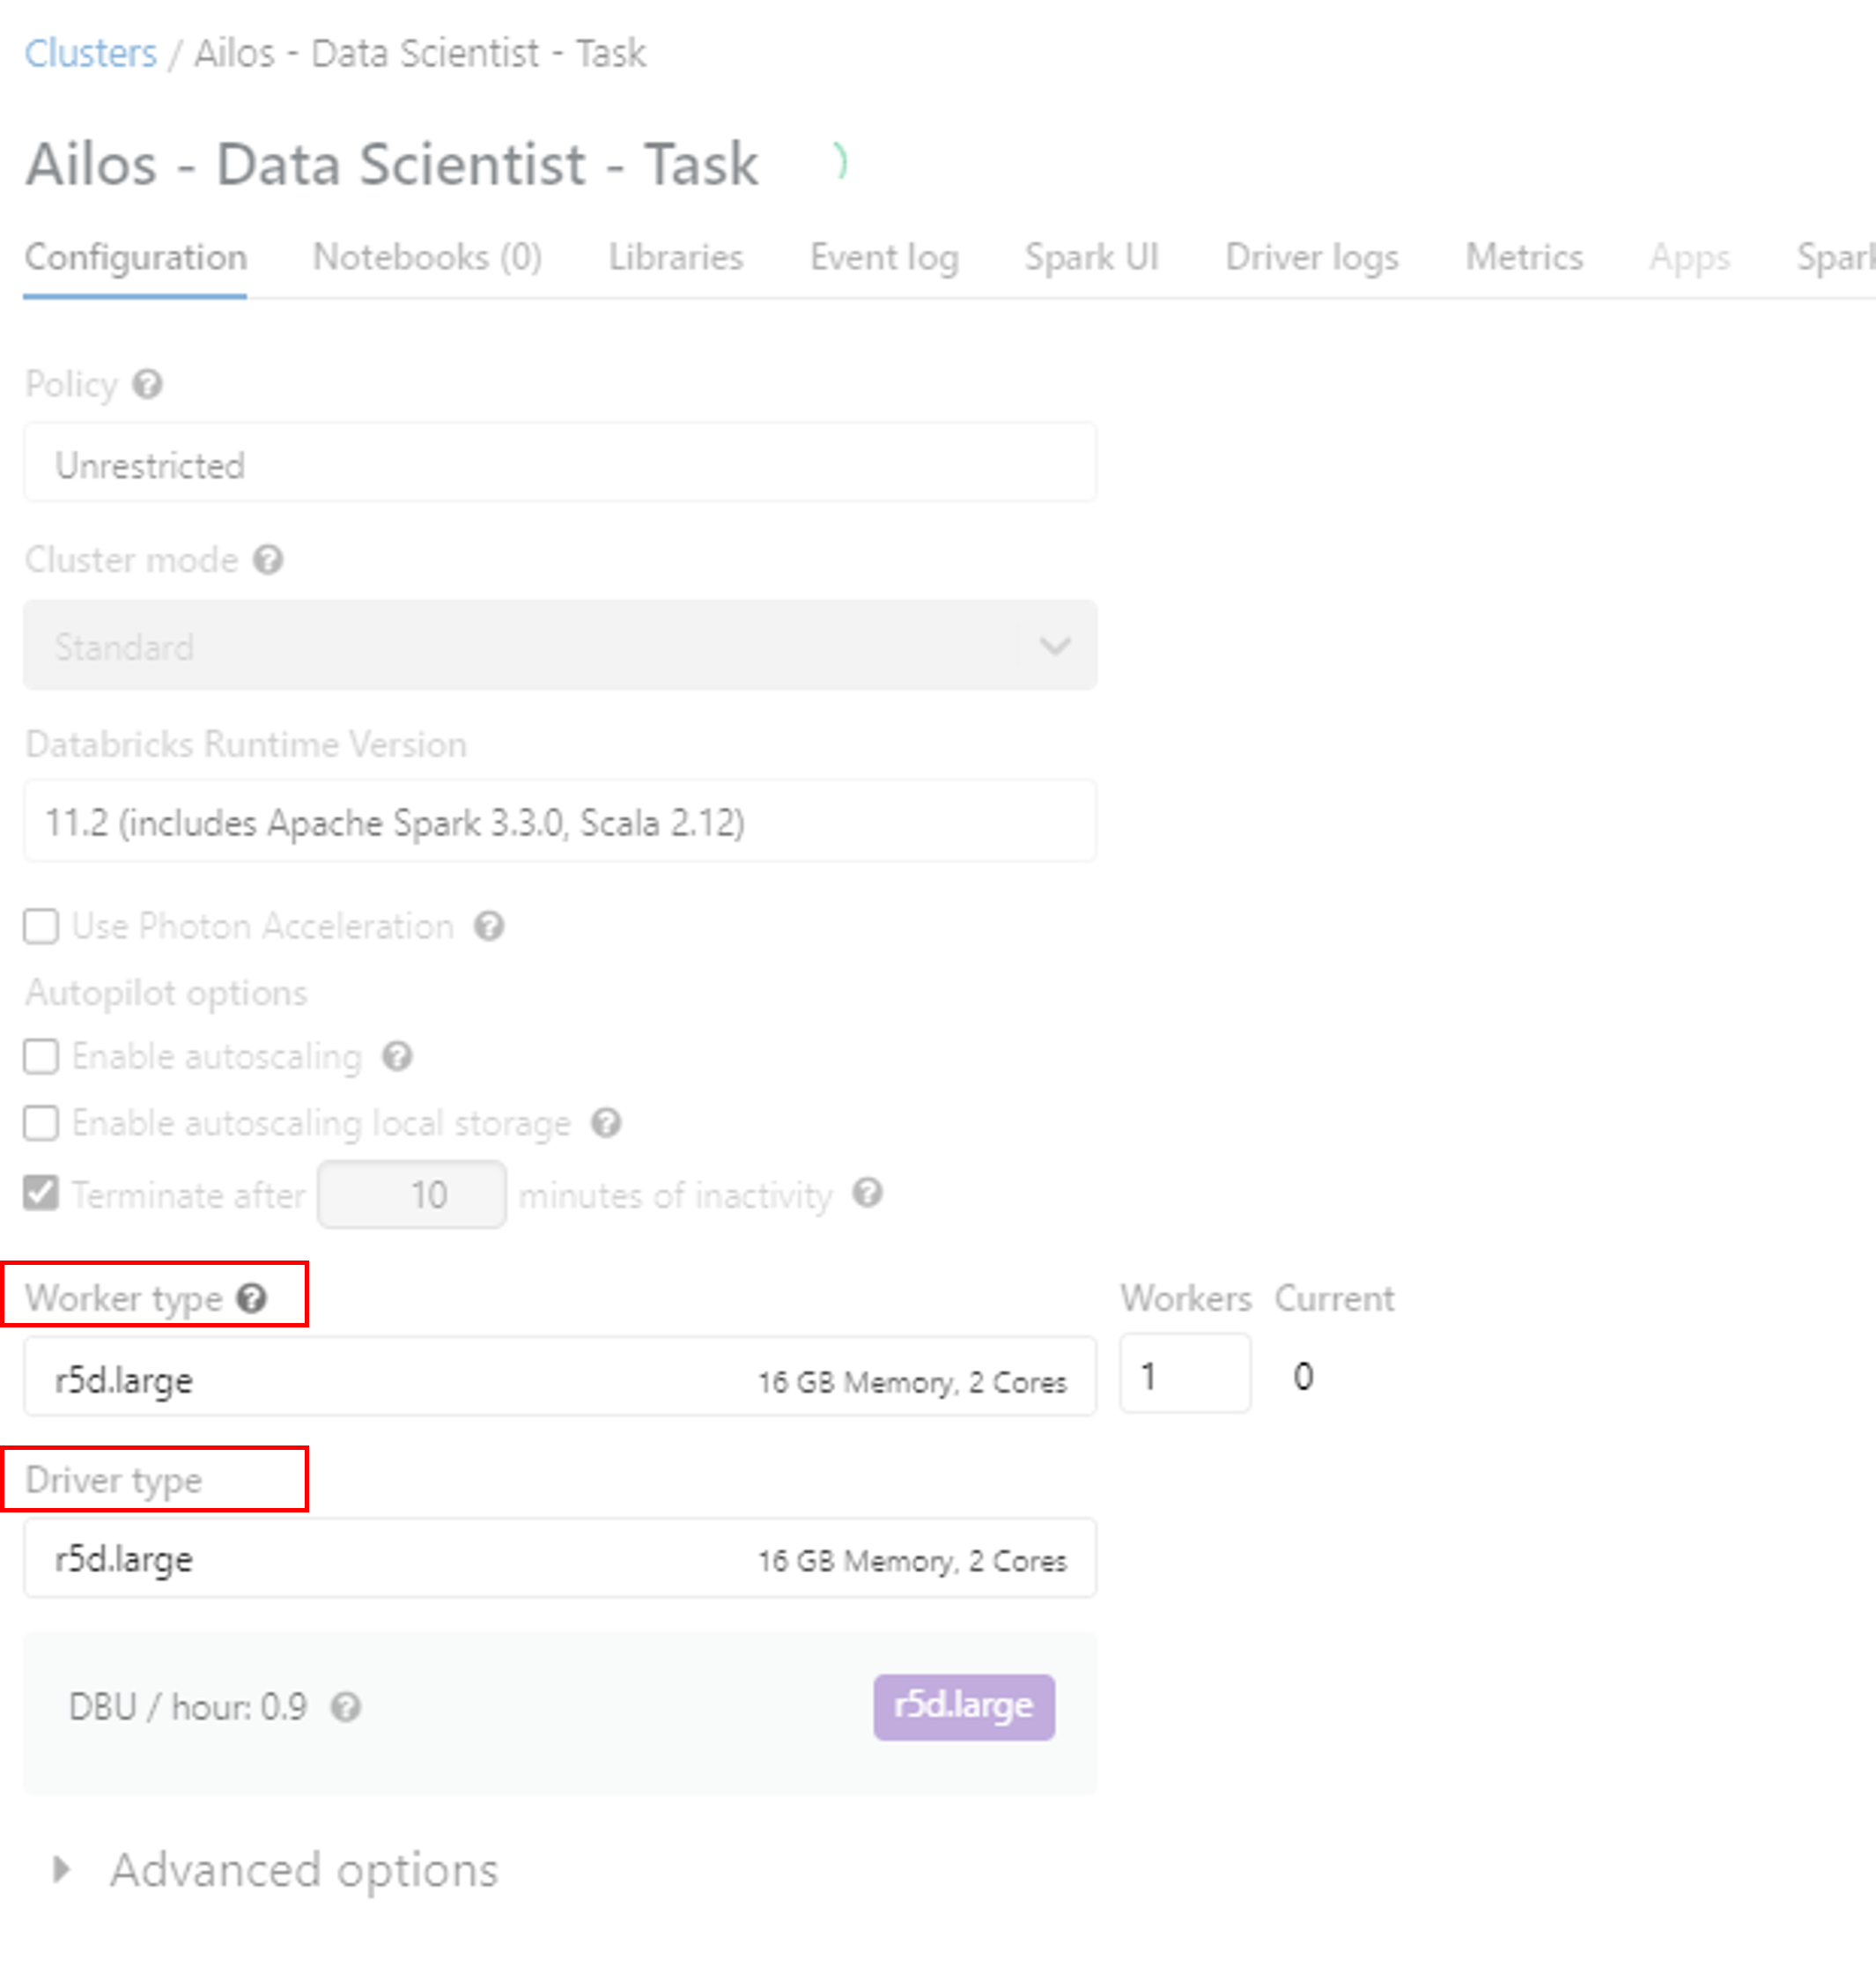 Clusters / Ailos - Data Scientist - Task
Ailos - Data Scientist - Task
Configuration Notebooks (0) Libraries Event log Spark UI Driver logs Metrics Apps Spark
Policy
Unrestricted
Cluster mode
Standard
Databricks Runtime Version
11.2 (includes Apache Spark 3.3.0, Scala 2.12)
Use Photon Acceleration
Autopilot options
Enable autoscaling
Enable autoscaling local storage
Terminate after 10 minutes of inactivity
Worker type Workers Current
r5d.large 16 GB Memory, 2 Cores 1 0
Driver type
r5d.large 16 GB Memory, 2 Cores
DBU / hour: 0.9 r5d.large
Advanced options